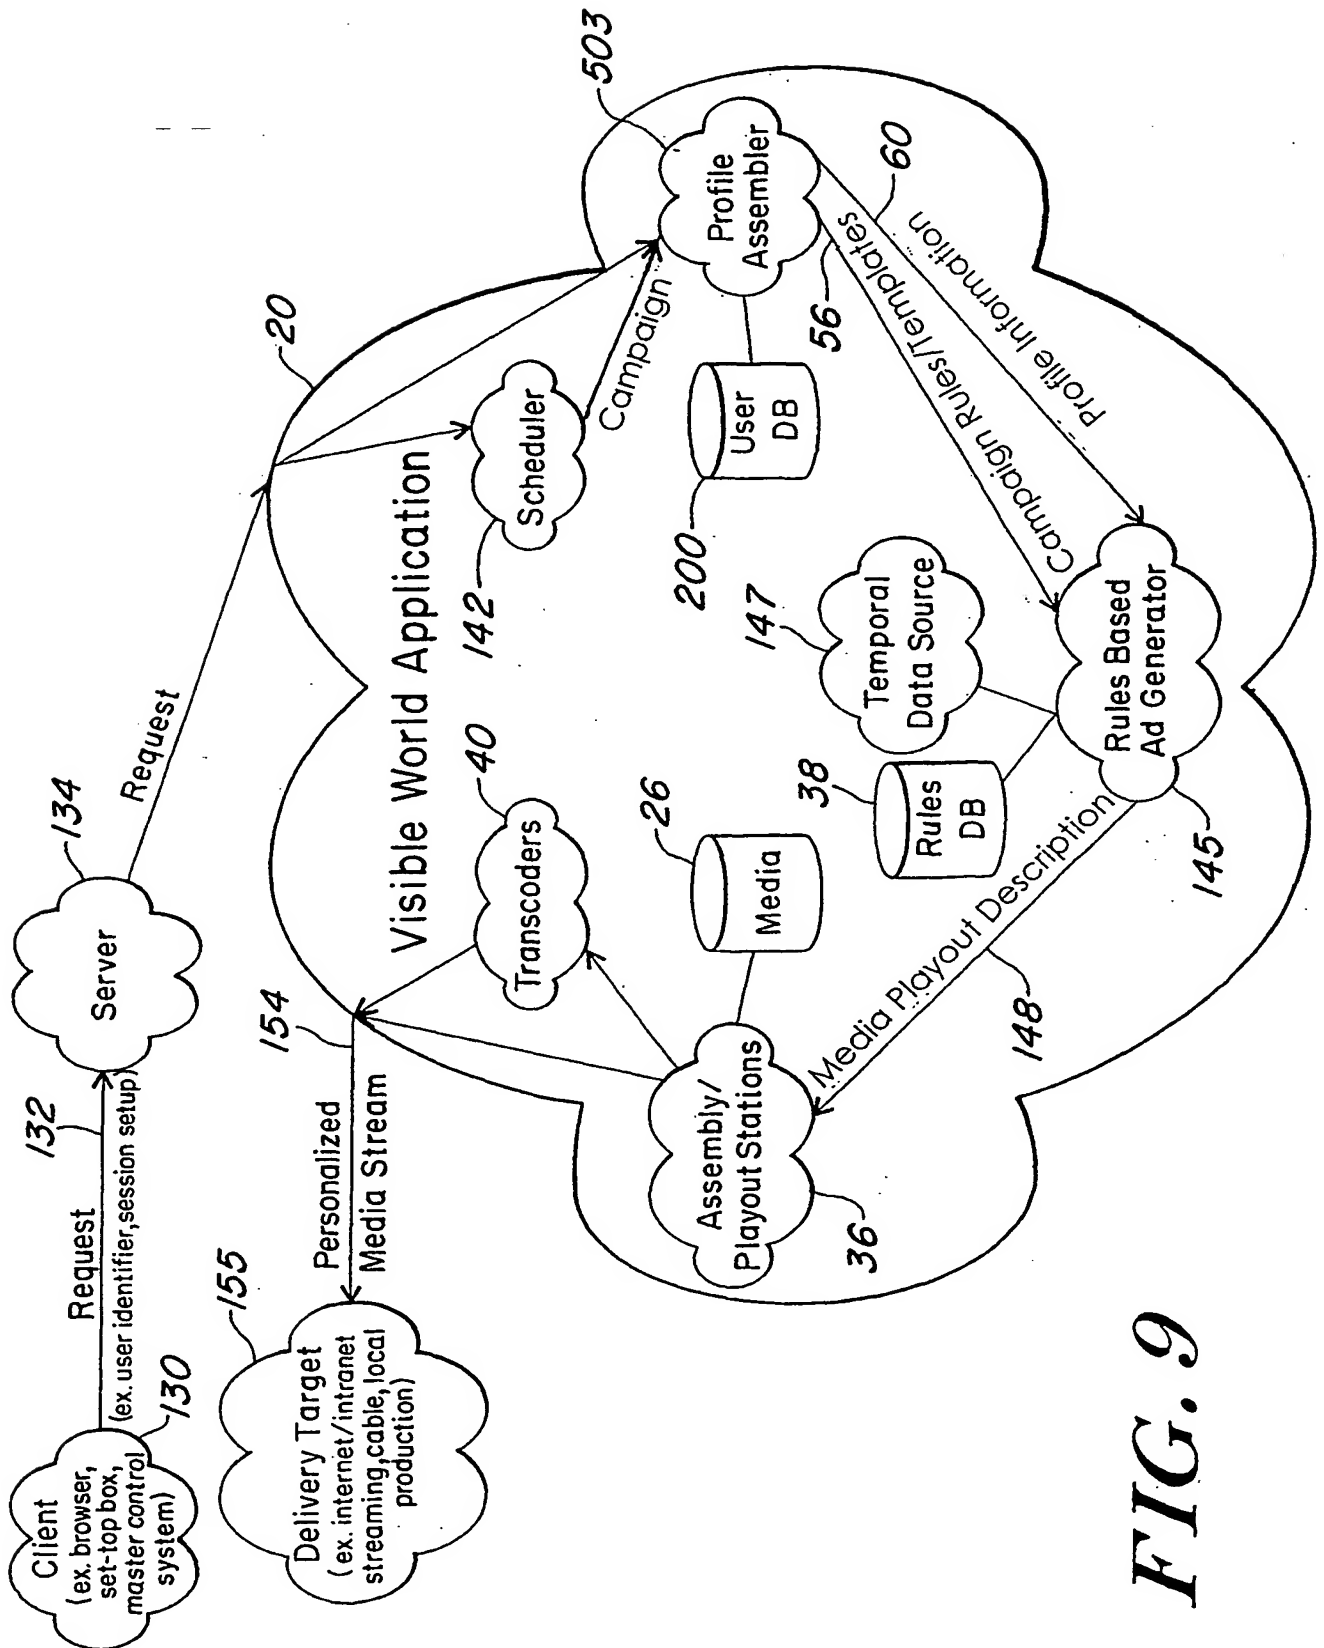 Client
(ex. browser,
set-top box,
master control
system)
130
Request
(ex. user identifier, session setup)
132
Server
134
Request
20
Delivery Target
(ex. internet/intranet
streaming, cable, local
production)
155
Personalized
Media Stream
154
Visible World Application
Transcoders
40
Scheduler
142
Campaign
Profile
Assembler
503
User
DB
200
Media
26
Assembly/
Playout Stations
36
Media Playout Description
148
Rules
DB
38
Temporal
Data Source
147
Campaign Rules/Templates
56
Profile Information
60
Rules Based
Ad Generator
145
FIG. 9